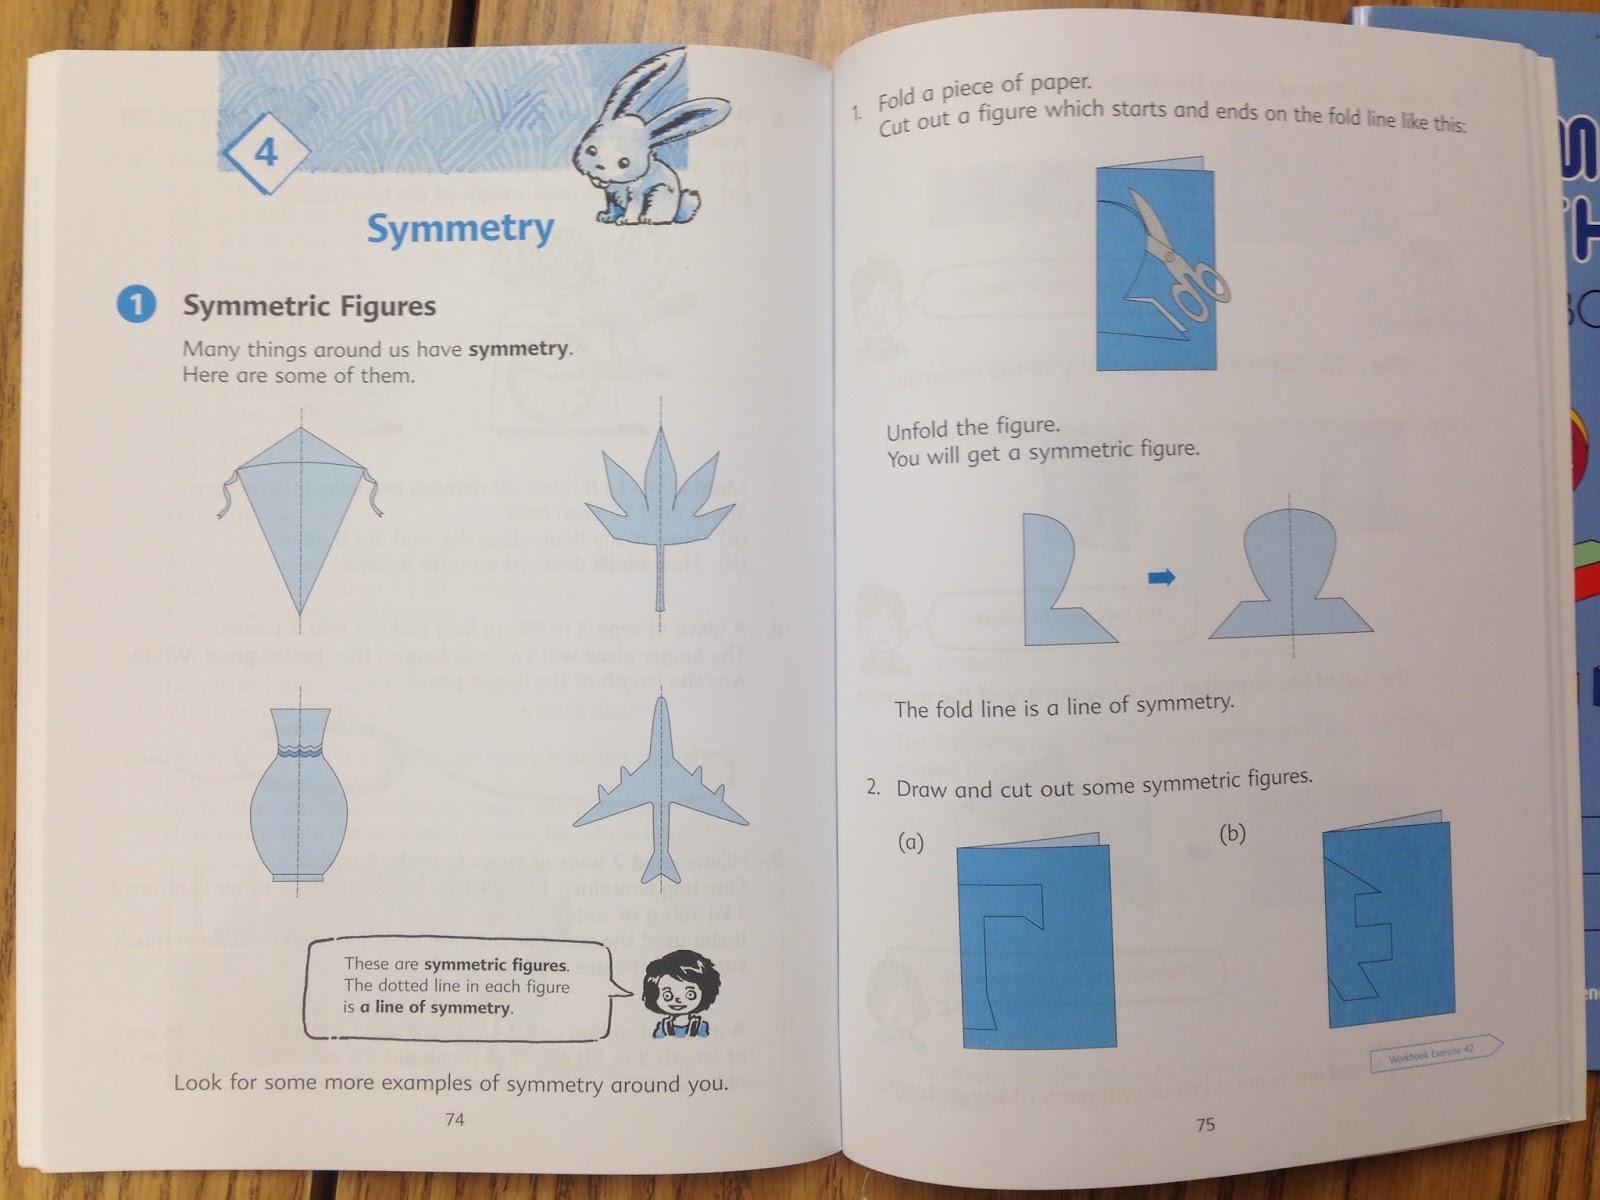 4
Symmetry
1 Symmetric Figures
Many things around us have symmetry.
Here are some of them.
These are symmetric figures.
The dotted line in each figure
is a line of symmetry.
Look for some more examples of symmetry around you.
74
1. Fold a piece of paper.
Cut out a figure which starts and ends on the fold line like this:
Unfold the figure.
You will get a symmetric figure.
The fold line is a line of symmetry.
2. Draw and cut out some symmetric figures.
(a)
(b)
Workbook Exercise 42
75